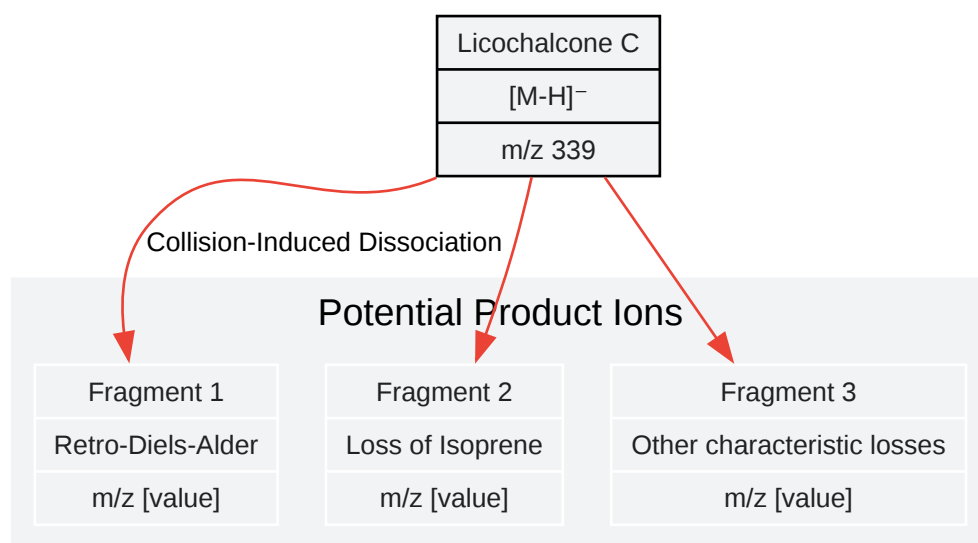 Licochalcone C
[M-H]⁻
m/z 339
Collision-Induced Dissociation
Potential Product Ions
Fragment 1
Retro-Diels-Alder
m/z [value]
Fragment 2
Loss of Isoprene
m/z [value]
Fragment 3
Other characteristic losses
m/z [value]